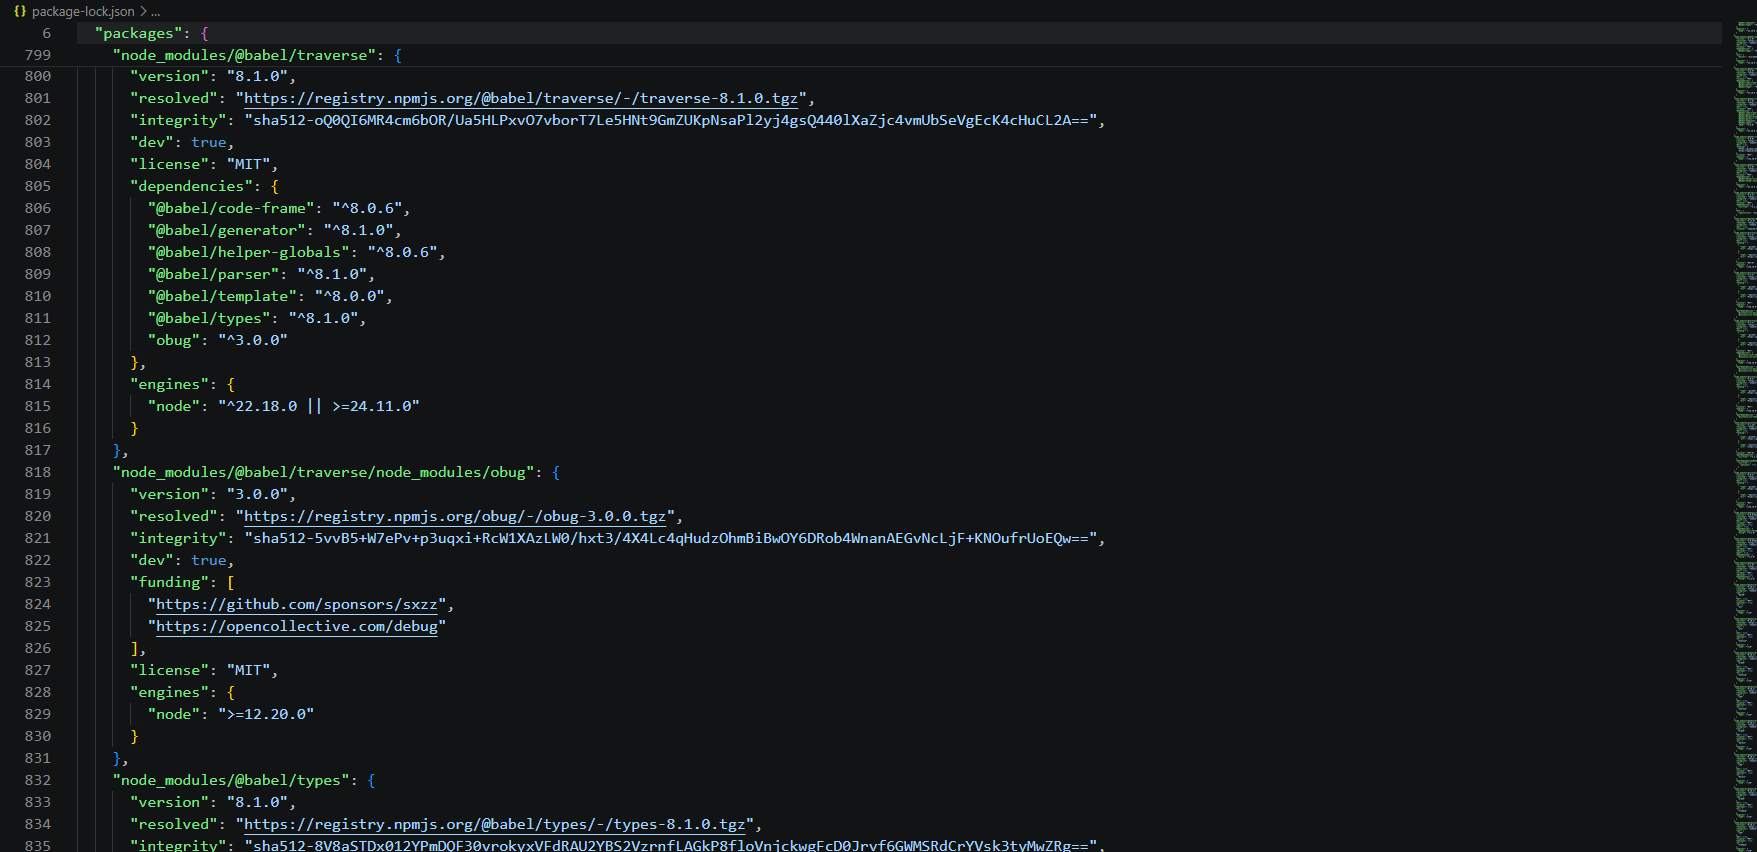 {} package-lock.json > ...
6 "packages": {
799 "node_modules/@babel/traverse": {
800 "version": "8.1.0",
801 "resolved": "https://registry.npmjs.org/@babel/traverse/-/traverse-8.1.0.tgz",
802 "integrity": "sha512-oQ0QI6MR4cm6bOR/Ua5HLPxvO7vborT7Le5HNt9GmZUKpNsaPl2yj4gsQ440lXaZjc4vmUbSeVgEcK4cHuCL2A==",
803 "dev": true,
804 "license": "MIT",
805 "dependencies": {
806 "@babel/code-frame": "^8.0.6",
807 "@babel/generator": "^8.1.0",
808 "@babel/helper-globals": "^8.0.6",
809 "@babel/parser": "^8.1.0",
810 "@babel/template": "^8.0.0",
811 "@babel/types": "^8.1.0",
812 "obug": "^3.0.0"
813 },
814 "engines": {
815 "node": "^22.18.0 || >=24.11.0"
816 }
817 },
818 "node_modules/@babel/traverse/node_modules/obug": {
819 "version": "3.0.0",
820 "resolved": "https://registry.npmjs.org/obug/-/obug-3.0.0.tgz",
821 "integrity": "sha512-5vvB5+W7ePv+p3uqxi+RcW1XAzLW0/hxt3/4X4Lc4qHudzOhmBiBwOY6DRob4WnanAEGvNcLjF+KNOufrUoEQw==",
822 "dev": true,
823 "funding": [
824 "https://github.com/sponsors/sxzz",
825 "https://opencollective.com/debug"
826 ],
827 "license": "MIT",
828 "engines": {
829 "node": ">=12.20.0"
830 }
831 },
832 "node_modules/@babel/types": {
833 "version": "8.1.0",
834 "resolved": "https://registry.npmjs.org/@babel/types/-/types-8.1.0.tgz",
835 "integrity": "sha512-8V8aSTDx012YPmDQF30vrokyxVFdRAU2YBS2VzrnfLAGkP8floVnjckwgFcD0Jrvf6GWMSRdCrYVsk3tyMwZRg==",